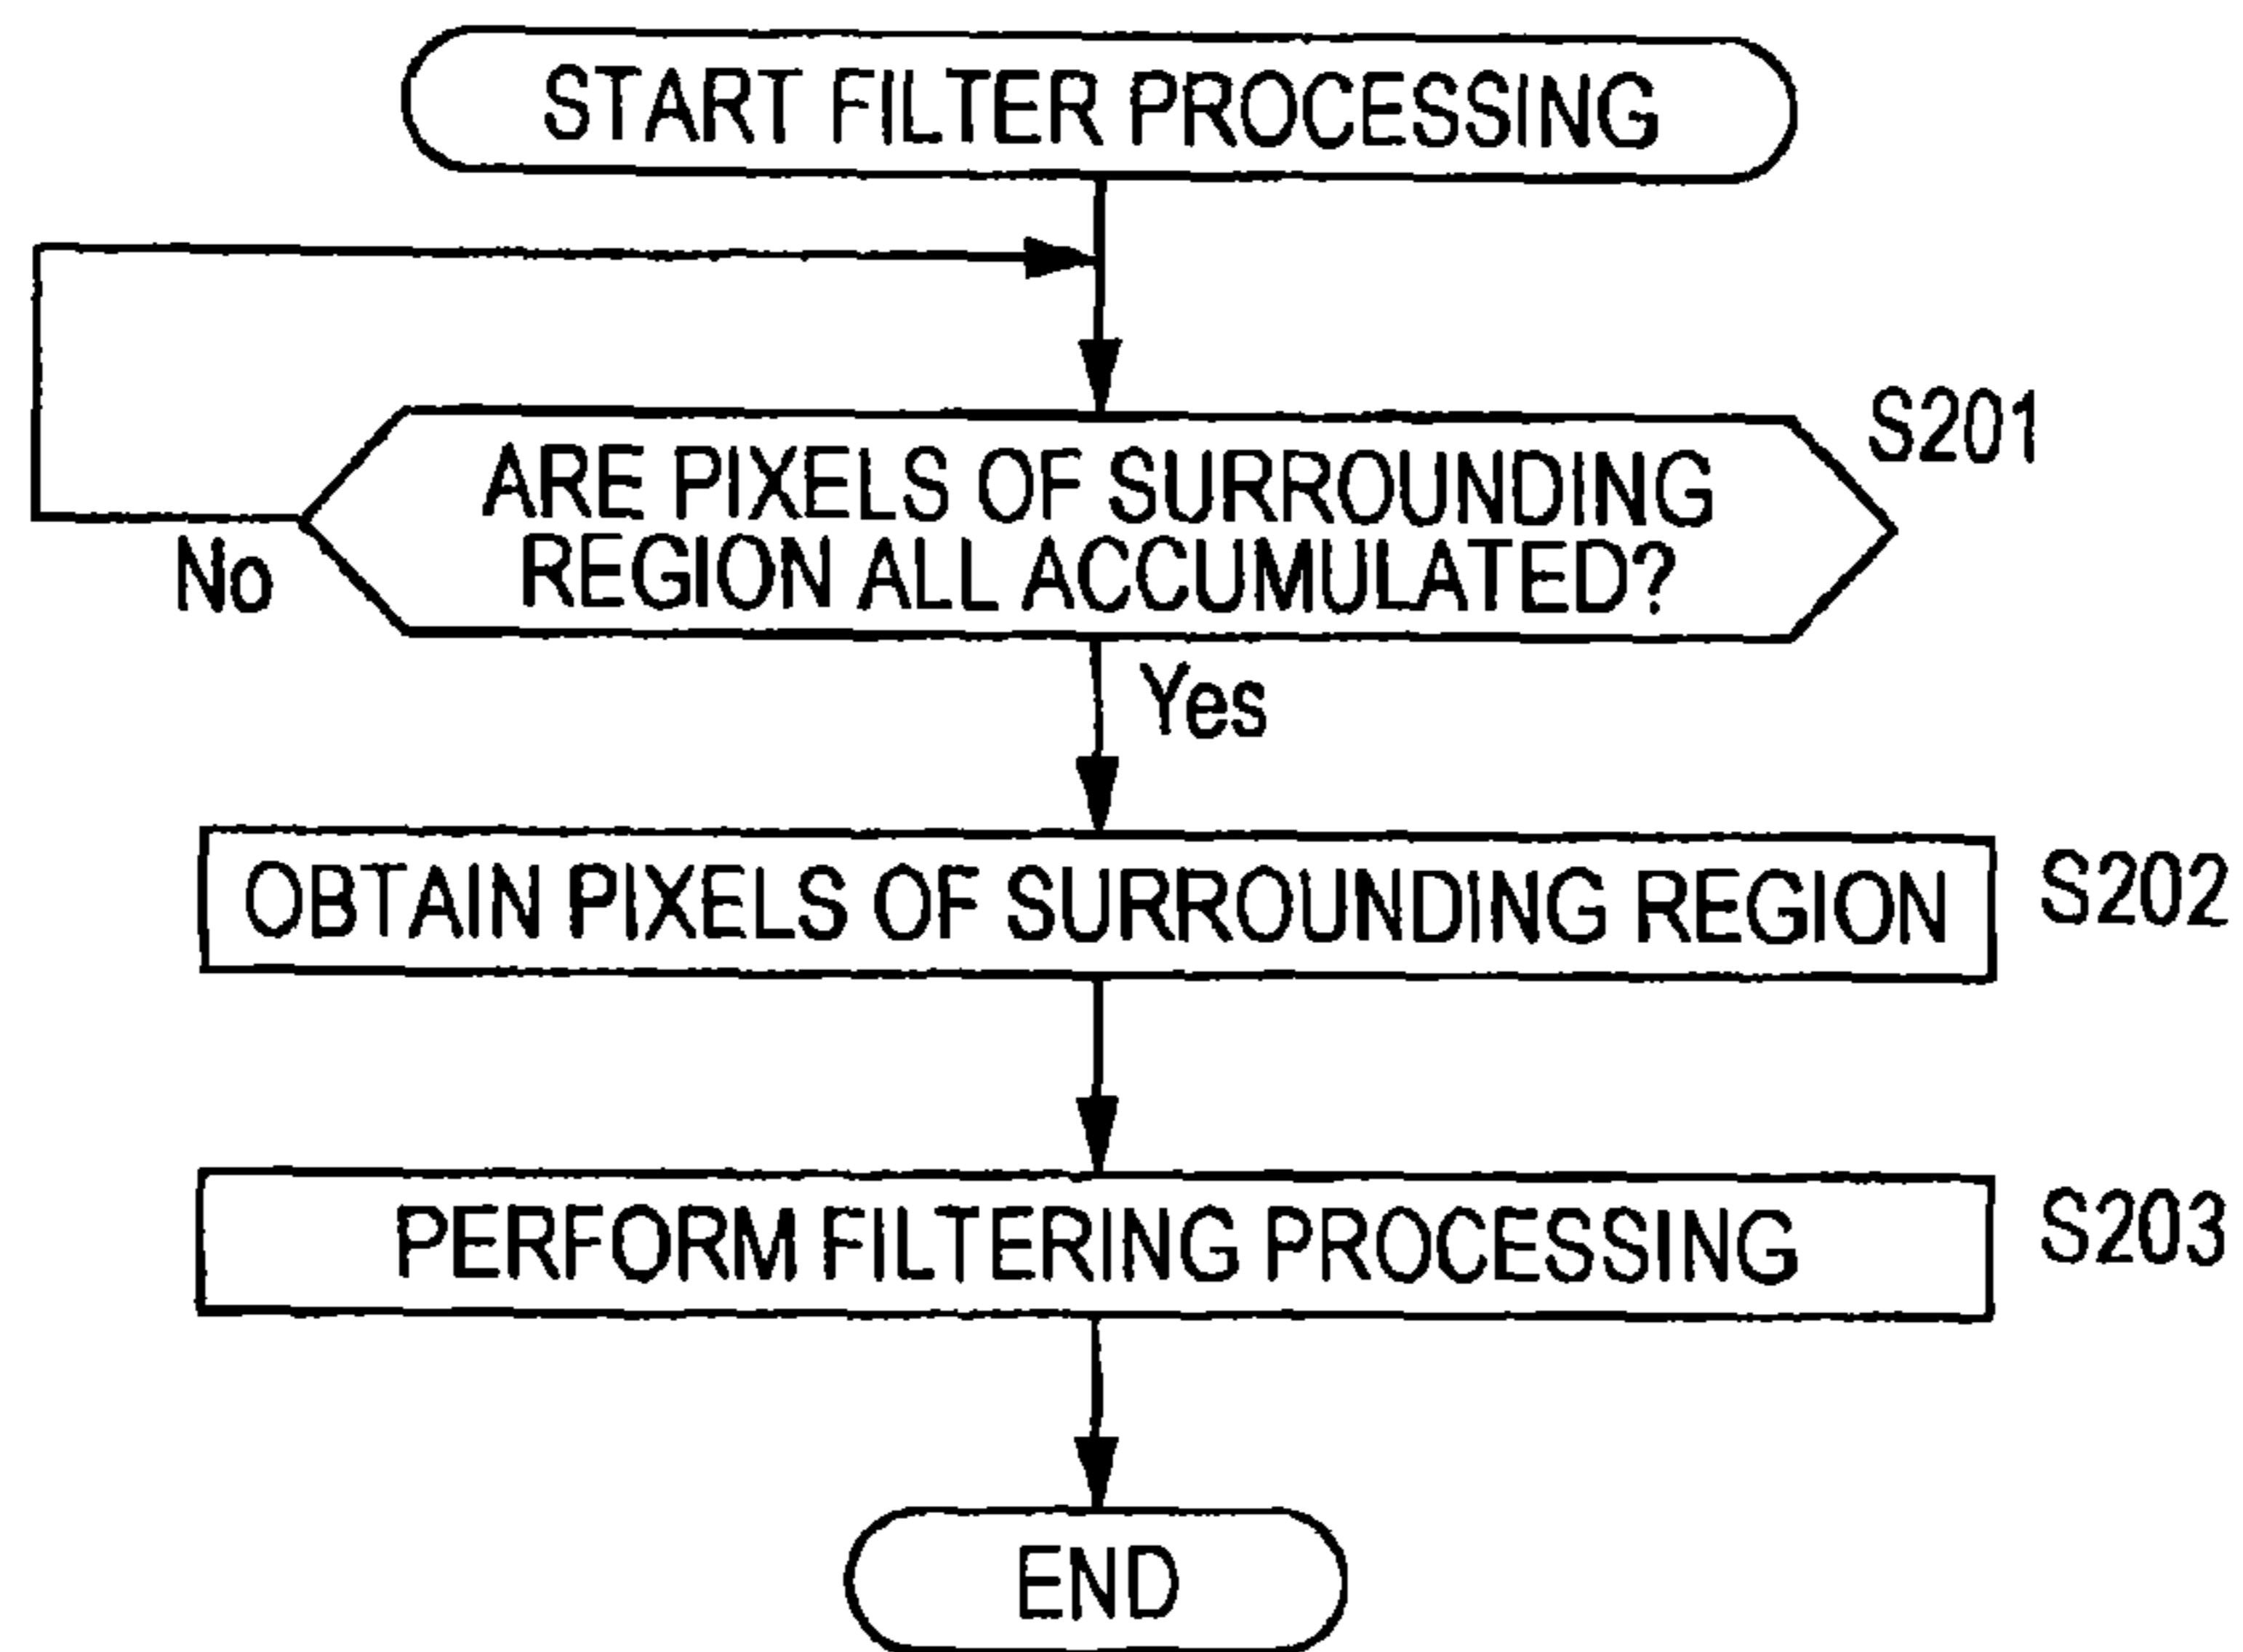 START FILTER PROCESSING
S201
ARE PIXELS OF SURROUNDING
REGION ALL ACCUMULATED?
No
Yes
OBTAIN PIXELS OF SURROUNDING REGION
S202
PERFORM FILTERING PROCESSING
S203
END